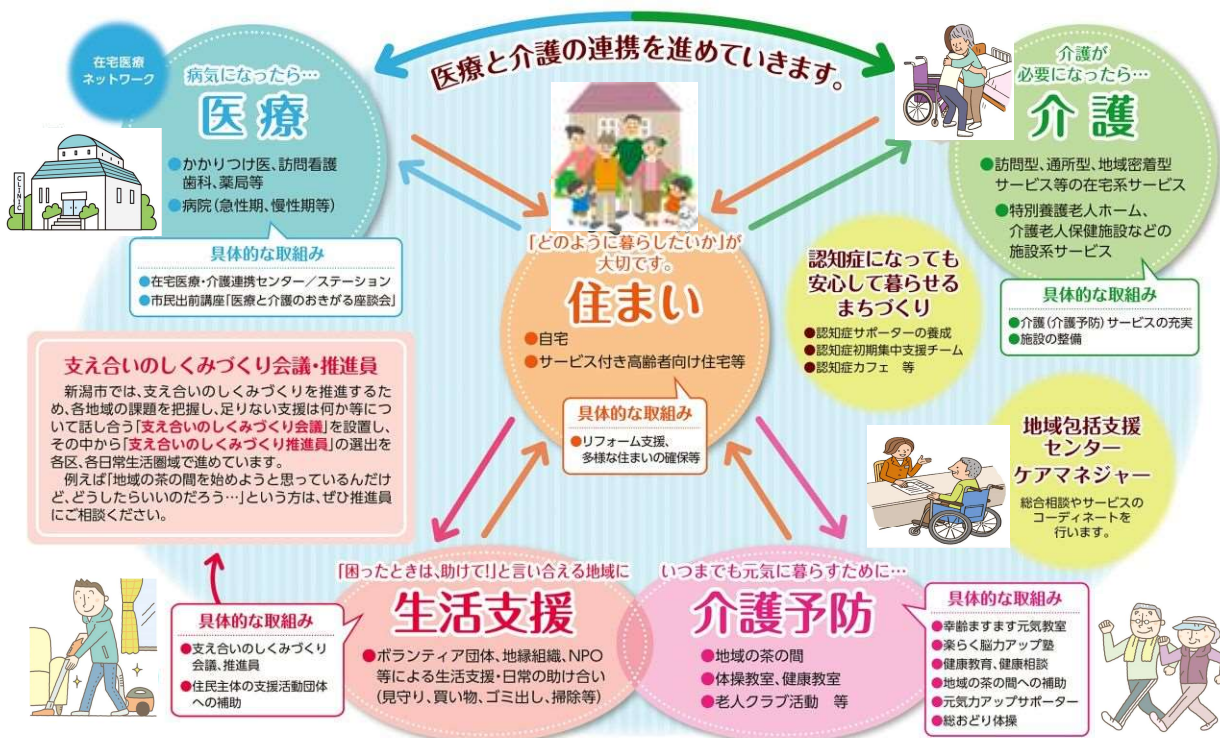 医療と介護の連携を進めていきます。
在宅医療
ネットワーク
病気になったら…
医療
CLINIC
●かかりつけ医、訪問看護
歯科、薬局等
●病院(急性期、慢性期等)
具体的な取組み
●在宅医療・介護連携センター／ステーション
●市民出前講座「医療と介護のおきがる座談会」
介護が
必要になったら…
介護
●訪問型、通所型、地域密着型
サービス等の在宅系サービス
●特別養護老人ホーム、
介護老人保健施設などの
施設系サービス
具体的な取組み
●介護(介護予防)サービスの充実
●施設の整備
「どのように暮らしたいか」が
大切です。
住まい
●自宅
●サービス付き高齢者向け住宅等
具体的な取組み
●リフォーム支援、
多様な住まいの確保等
認知症になっても
安心して暮らせる
まちづくり
●認知症サポーターの養成
●認知症初期集中支援チーム
●認知症カフェ 等
支え合いのしくみづくり会議・推進員
新潟市では、支え合いのしくみづくりを推進するた
め、各地域の課題を把握し、足りない支援は何か等に
ついて話し合う「支え合いのしくみづくり会議」を設置し、
その中から「支え合いのしくみづくり推進員」の選出を
各区、各日常生活圏域で進めています。
例えば「地域の茶の間を始めようと思っているんだけ
ど、どうしたらいいのだろう…」という方は、ぜひ推進員
にご相談ください。
地域包括支援
センター
ケアマネジャー
総合相談やサービスの
コーディネートを
行います。
「困ったときは、助けて!」と言い合える地域に
生活支援
●ボランティア団体、地縁組織、NPO
等による生活支援・日常の助け合い
(見守り、買い物、ゴミ出し、掃除等)
具体的な取組み
●支え合いのしくみづくり
会議、推進員
●住民主体の支援活動団体
への補助
いつまでも元気に暮らすために…
介護予防
●地域の茶の間
●体操教室、健康教室
●老人クラブ活動 等
具体的な取組み
●幸齢ますます元気教室
●楽らく脳力アップ塾
●健康教育、健康相談
●地域の茶の間への補助
●元気力アップサポーター
●総おどり体操